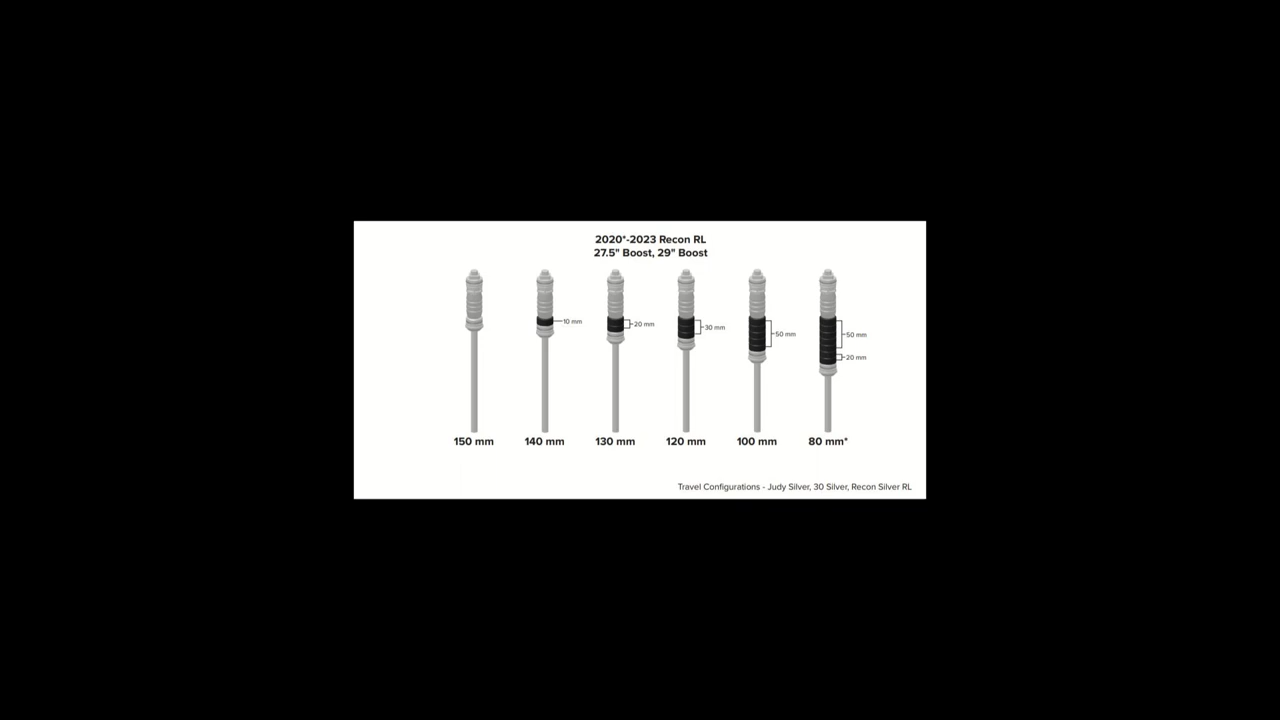 2020*-2023 Recon RL
27.5" Boost, 29" Boost
10 mm
20 mm
30 mm
50 mm
50 mm
20 mm
150 mm
140 mm
130 mm
120 mm
100 mm
80 mm*
Travel Configurations - Judy Silver, 30 Silver, Recon Silver RL